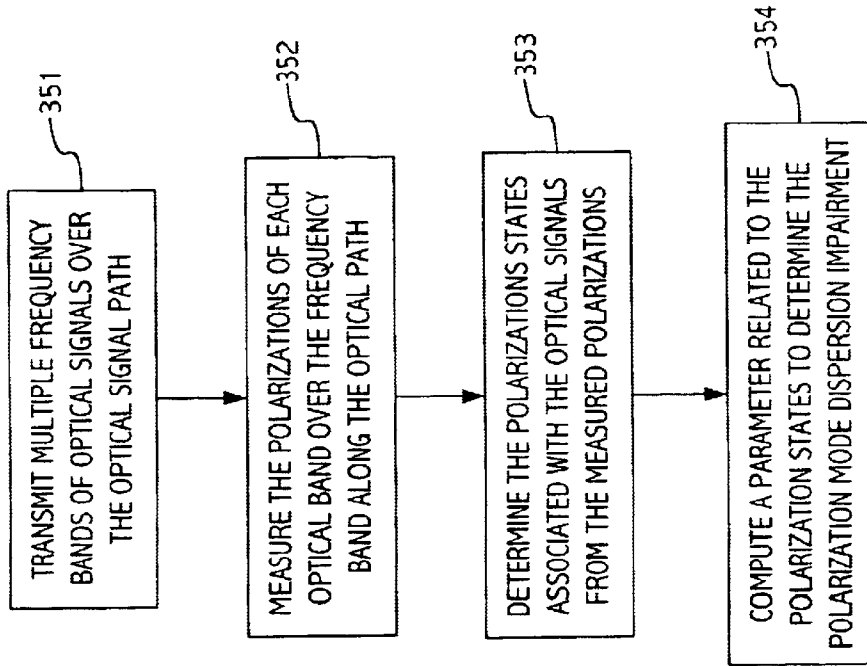 TRANSMIT MULTIPLE FREQUENCY
BANDS OF OPTICAL SIGNALS OVER
THE OPTICAL SIGNAL PATH
351
MEASURE THE POLARIZATIONS OF EACH
OPTICAL BAND OVER THE FREQUENCY
BAND ALONG THE OPTICAL PATH
352
DETERMINE THE POLARIZATIONS STATES
ASSOCIATED WITH THE OPTICAL SIGNALS
FROM THE MEASURED POLARIZATIONS
353
COMPUTE A PARAMETER RELATED TO THE
POLARIZATION STATES TO DETERMINE THE
POLARIZATION MODE DISPERSION IMPAIRMENT
354